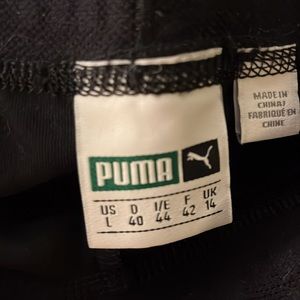 PUMA
US D I/E F UK
L 40 44 42 14
MADE IN
CHINA/
FABRIQUÉ EN
CHINE